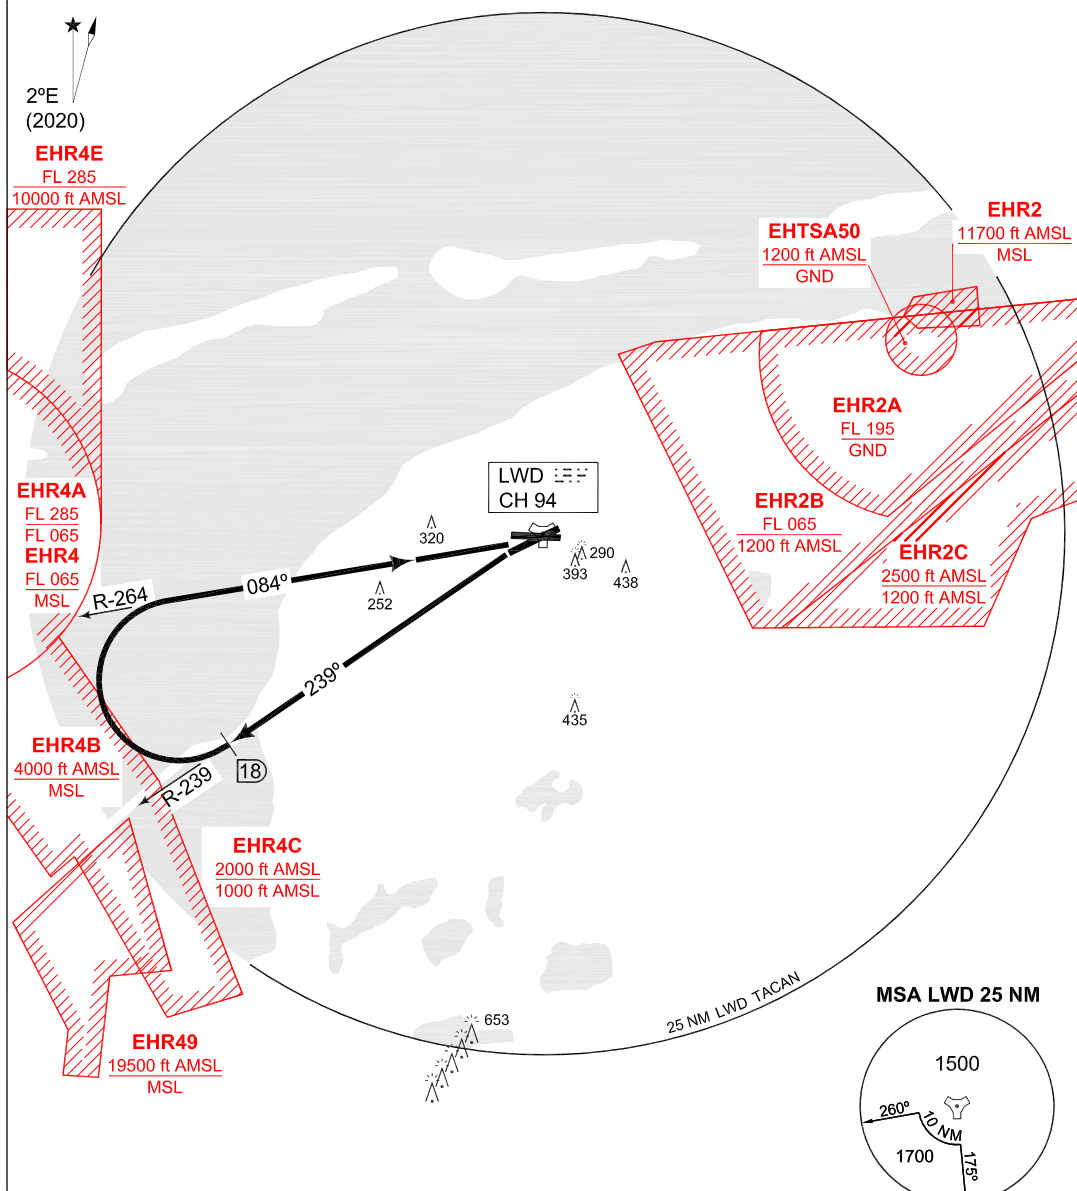 2ºE
(2020)
EHR4E
FL 285
10000 ft AMSL
EHR2
11700 ft AMSL
MSL
EHTSA50
1200 ft AMSL
GND
EHR2A
FL 195
GND
LWD
CH 94
EHR4A
FL 285
FL 065
EHR4
FL 065
MSL
EHR2B
FL 065
1200 ft AMSL
EHR2C
2500 ft AMSL
1200 ft AMSL
320
290
393
438
252
084º
R-264
239º
435
EHR4B
4000 ft AMSL
MSL
18
R-239
EHR4C
2000 ft AMSL
1000 ft AMSL
25 NM LWD TACAN
653
EHR49
19500 ft AMSL
MSL
MSA LWD 25 NM
1500
260º
10 NM
1700
175º